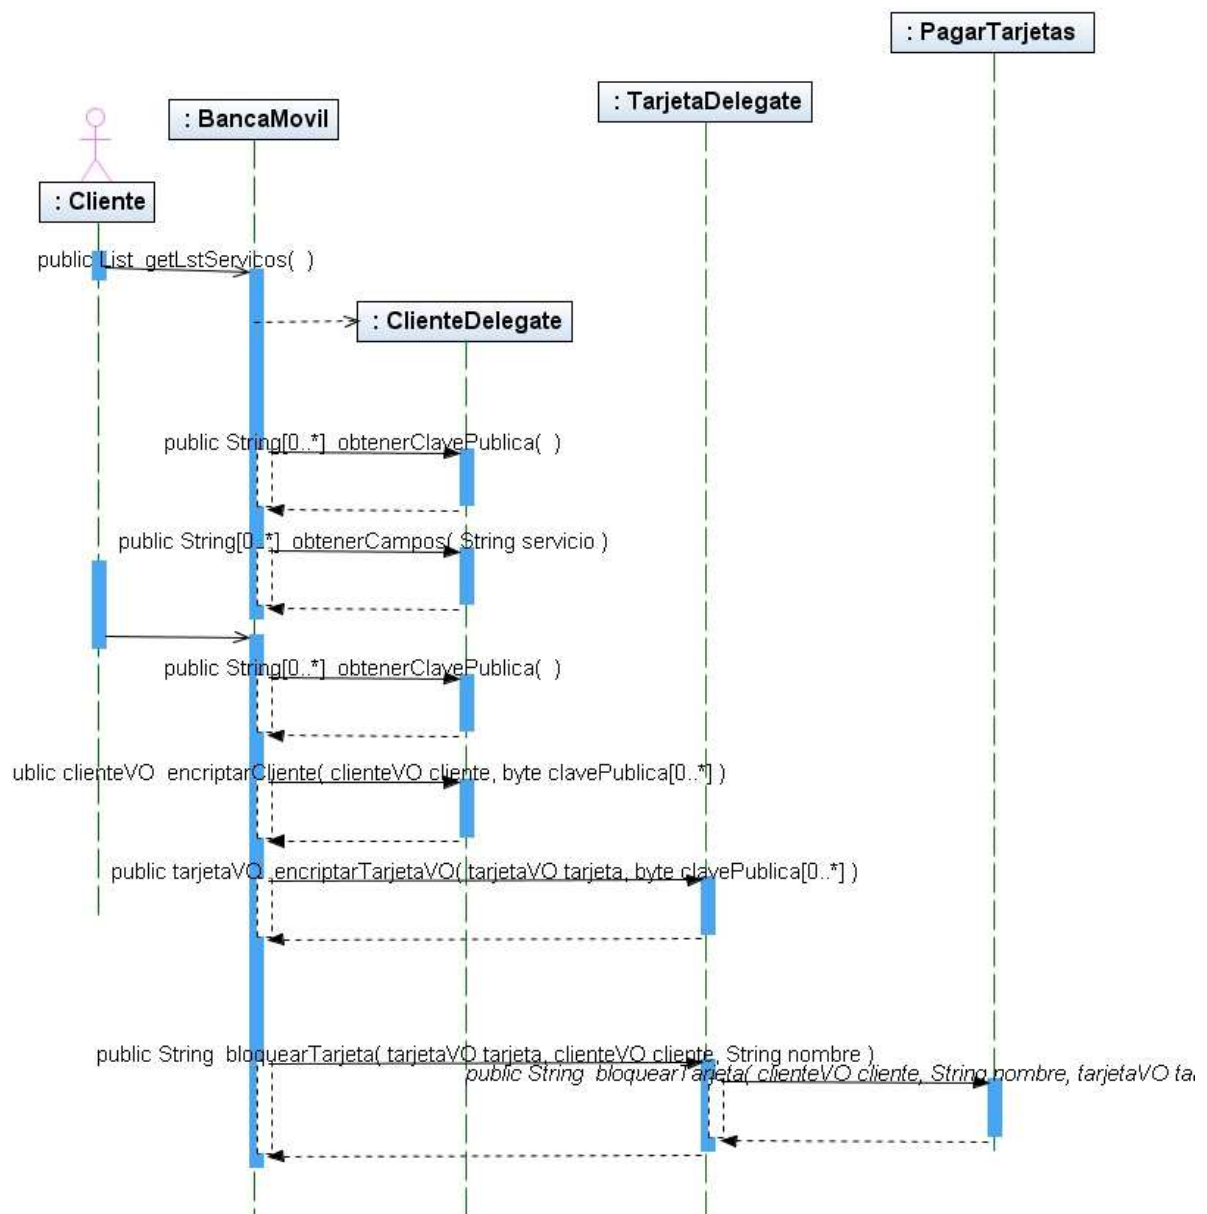 : PagarTarjetas
: TarjetaDelegate
: BancaMovil
: Cliente
public List getLstServicos( )
: ClienteDelegate
public String[0..*] obtenerClavePublica( )
public String[0..*] obtenerCampos( String servicio )
public String[0..*] obtenerClavePublica( )
ublic clienteVO encriptarCliente( clienteVO cliente, byte clavePublica[0..*] )
public tarjetaVO encriptarTarjetaVO( tarjetaVO tarjeta, byte clavePublica[0..*] )
public String bloquearTarjeta( tarjetaVO tarjeta, clienteVO cliente, String nombre )
public String bloquearTarjeta( clienteVO cliente, String nombre, tarjetaVO ta